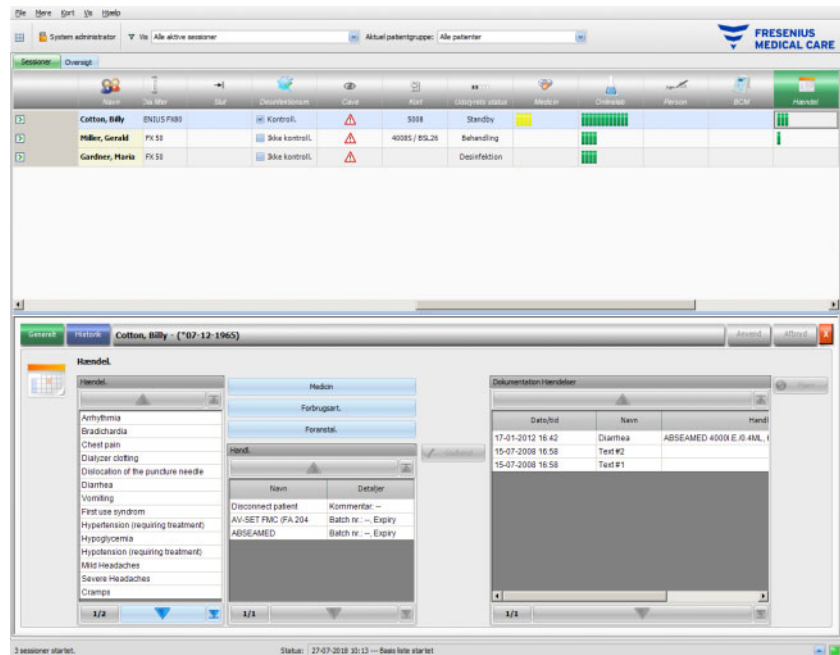 File Mere Kort Vis Hjælp
System administrator Vis Alle aktive sessioner Aktuel patientgruppe: Alle patienter
FRESENIUS
MEDICAL CARE
Sessioner Oversigt
Navn Dia filter Slut Desinfektionsm Cave Kort Udstyrets status Medicin Onlinelab Person BCM Hændel
Cotton, Billy ENIUS FX80 Kontroll. 5008 Standby
Miller, Gerald FX 50 Ikke kontroll. 4008S / BSL26 Behandling
Gardner, Maria FX 50 Ikke kontroll. Desinfektion
Generelt Historik Cotton, Billy - (*07-12-1965) Anvend Afbryd X
Hændel.
Hændel.
Arrhythmia
Bradichardia
Chest pain
Dialyzer clotting
Dislocation of the puncture needle
Diarrhea
Vomiting
First use syndrom
Hypertension (requiring treatment)
Hypoglycemia
Hypotension (requiring treatment)
Mild Headaches
Severe Headaches
Cramps
1/2
Medicin
Forbrugsart.
Foranstal.
Handl.
Navn Detaljer
Disconnect patient Kommentar: --
AV-SET FMC (FA 204 Batch nr.: --, Expiry
ABSEAMED Batch nr.: --, Expiry
1/1
Dokumentation Hændelser
Dato/tid Navn Handl
17-01-2012 16:42 Diarrhea ABSEAMED 4000I.E./0.4ML,
15-07-2008 16:58 Text#2
15-07-2008 16:58 Text#1
1/1
3 sessioner startet. Status: 27-07-2018 10:13 --- Basis liste startet